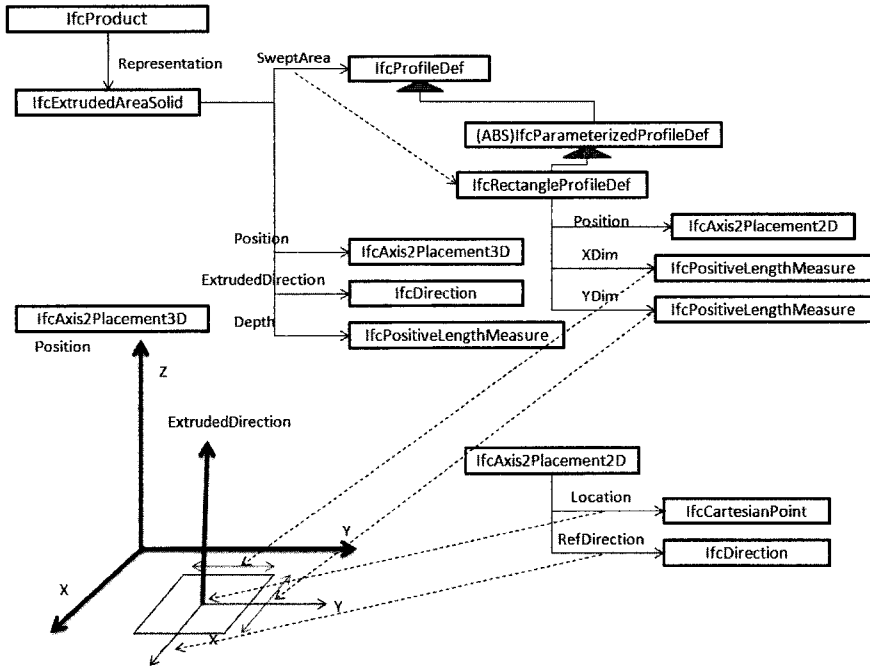 IfcProduct
Representation
SweptArea
IfcProfileDef
IfcExtrudedAreaSolid
(ABS)IfcParameterizedProfileDef
IfcRectangleProfileDef
Position
IfcAxis2Placement2D
Position
IfcAxis2Placement3D
XDim
IfcPositiveLengthMeasure
ExtrudedDirection
IfcDirection
YDim
IfcPositiveLengthMeasure
IfcAxis2Placement3D
Depth
IfcPositiveLengthMeasure
Position
Z
ExtrudedDirection
IfcAxis2Placement2D
Location
IfcCartesianPoint
Y
RefDirection
IfcDirection
X
Y
X